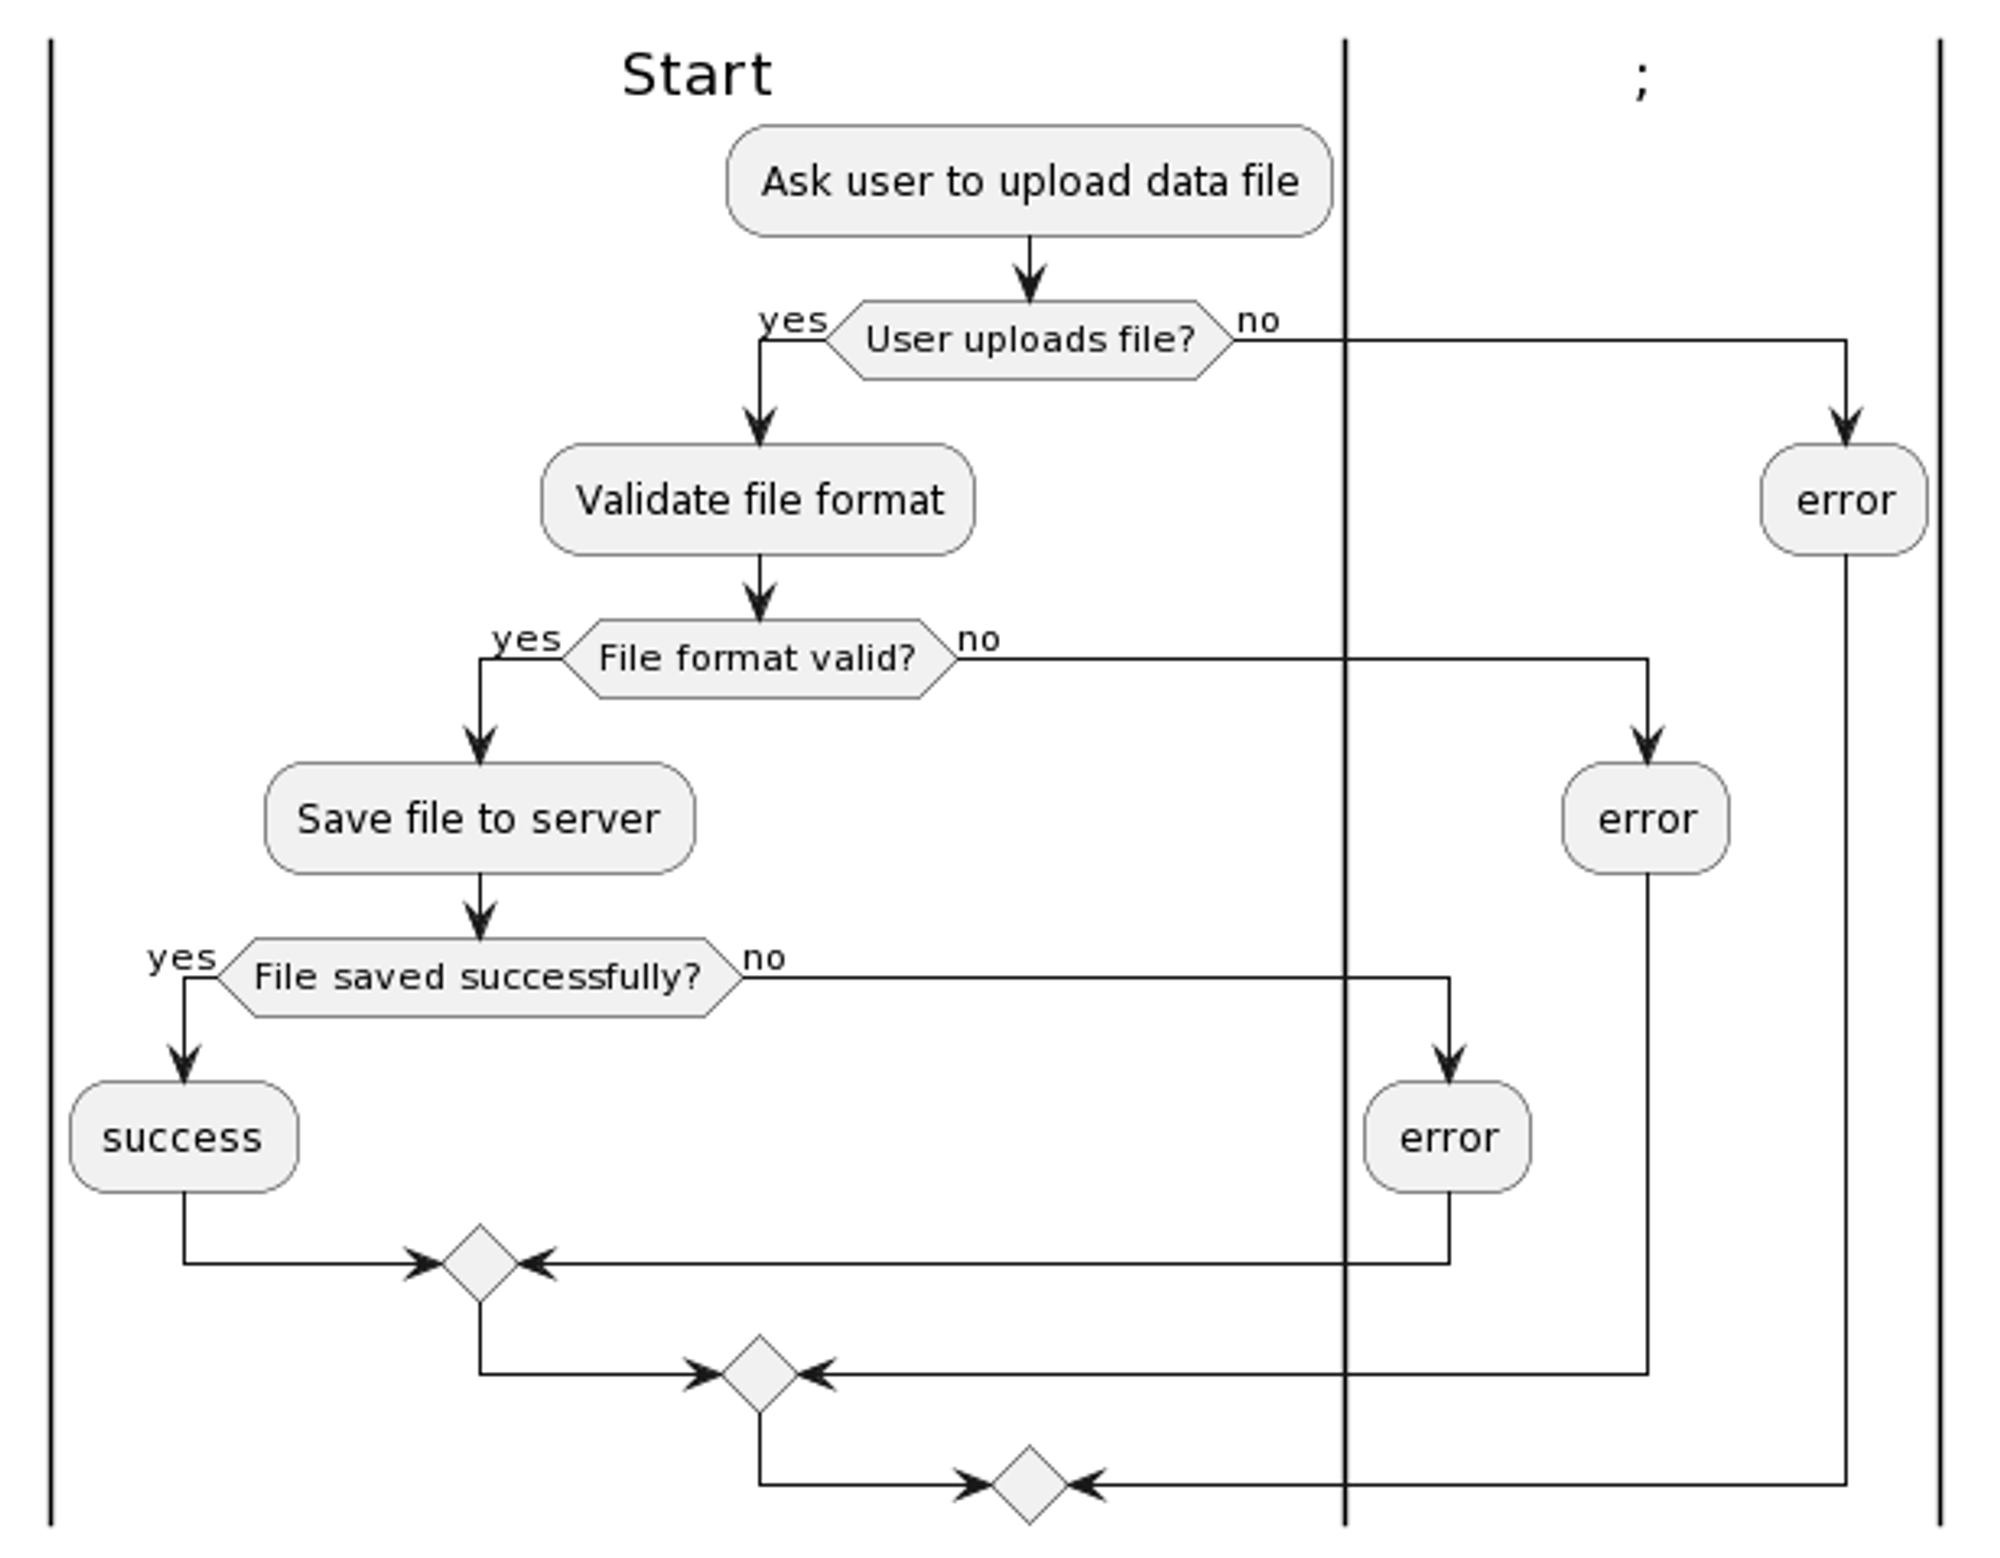 Start
;
Ask user to upload data file
yes
User uploads file?
no
Validate file format
error
yes
File format valid?
no
Save file to server
error
yes
File saved successfully?
no
success
error